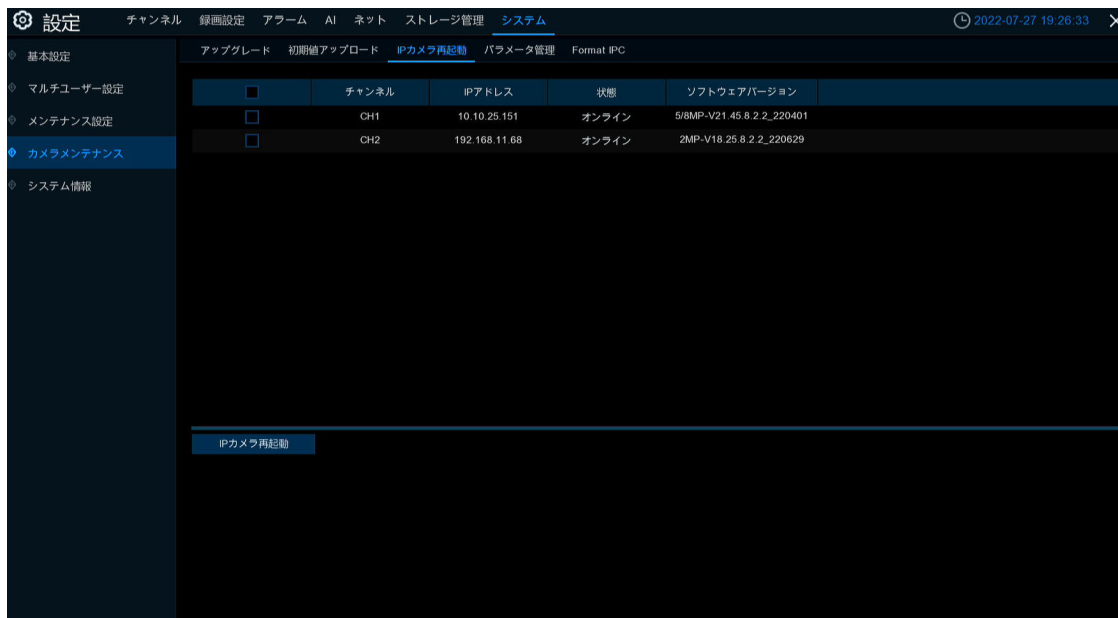 設定 チャンネル 録画設定 アラーム AI ネット ストレージ管理 システム 2022-07-27 19:26:33
基本設定
マルチユーザー設定
メンテナンス設定
カメラメンテナンス
システム情報
アップグレード 初期値アップロード IPカメラ再起動 パラメータ管理 Format IPC
チャンネル IPアドレス 状態 ソフトウェアバージョン
CH1 10.10.25.151 オンライン 5/8MP-V21.45.8.2.2_220401
CH2 192.168.11.68 オンライン 2MP-V18.25.8.2.2_220629
IPカメラ再起動